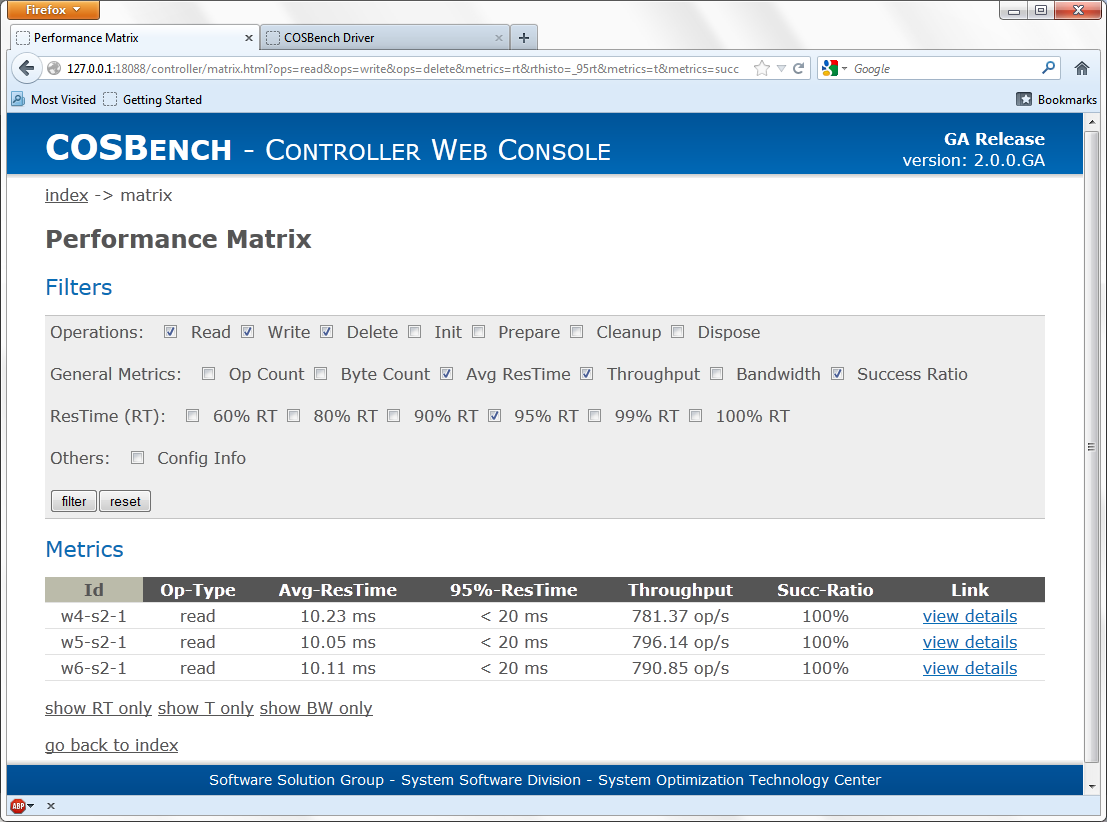 Firefox
Performance Matrix
COSBench Driver
127.0.0.1:18088/controller/matrix.html?ops=read&ops=write&ops=delete&metrics=rt&rthisto=_95rt&metrics=t&metrics=succ
Google
Most Visited Getting Started Bookmarks
COSBENCH - CONTROLLER WEB CONSOLE
GA Release
version: 2.0.0.GA
index -> matrix
Performance Matrix
Filters
Operations: Read Write Delete Init Prepare Cleanup Dispose
General Metrics: Op Count Byte Count Avg ResTime Throughput Bandwidth Success Ratio
ResTime (RT): 60% RT 80% RT 90% RT 95% RT 99% RT 100% RT
Others: Config Info
filter reset
Metrics
Id Op-Type Avg-ResTime 95%-ResTime Throughput Succ-Ratio Link
w4-s2-1 read 10.23 ms < 20 ms 781.37 op/s 100% view details
w5-s2-1 read 10.05 ms < 20 ms 796.14 op/s 100% view details
w6-s2-1 read 10.11 ms < 20 ms 790.85 op/s 100% view details
show RT only show T only show BW only
go back to index
Software Solution Group - System Software Division - System Optimization Technology Center
ABP